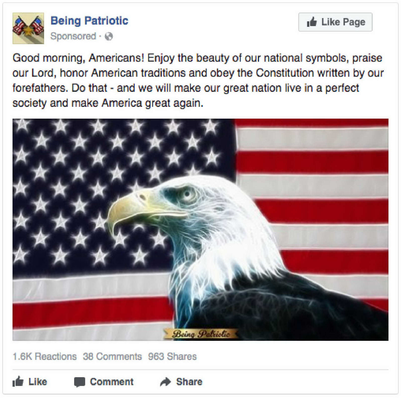 Being Patriotic
Like Page
Sponsored ·
Good morning, Americans! Enjoy the beauty of our national symbols, praise
our Lord, honor American traditions and obey the Constitution written by our
forefathers. Do that - and we will make our great nation live in a perfect
society and make America great again.
Being Patriotic
1.6K Reactions 38 Comments 963 Shares
Like Comment Share